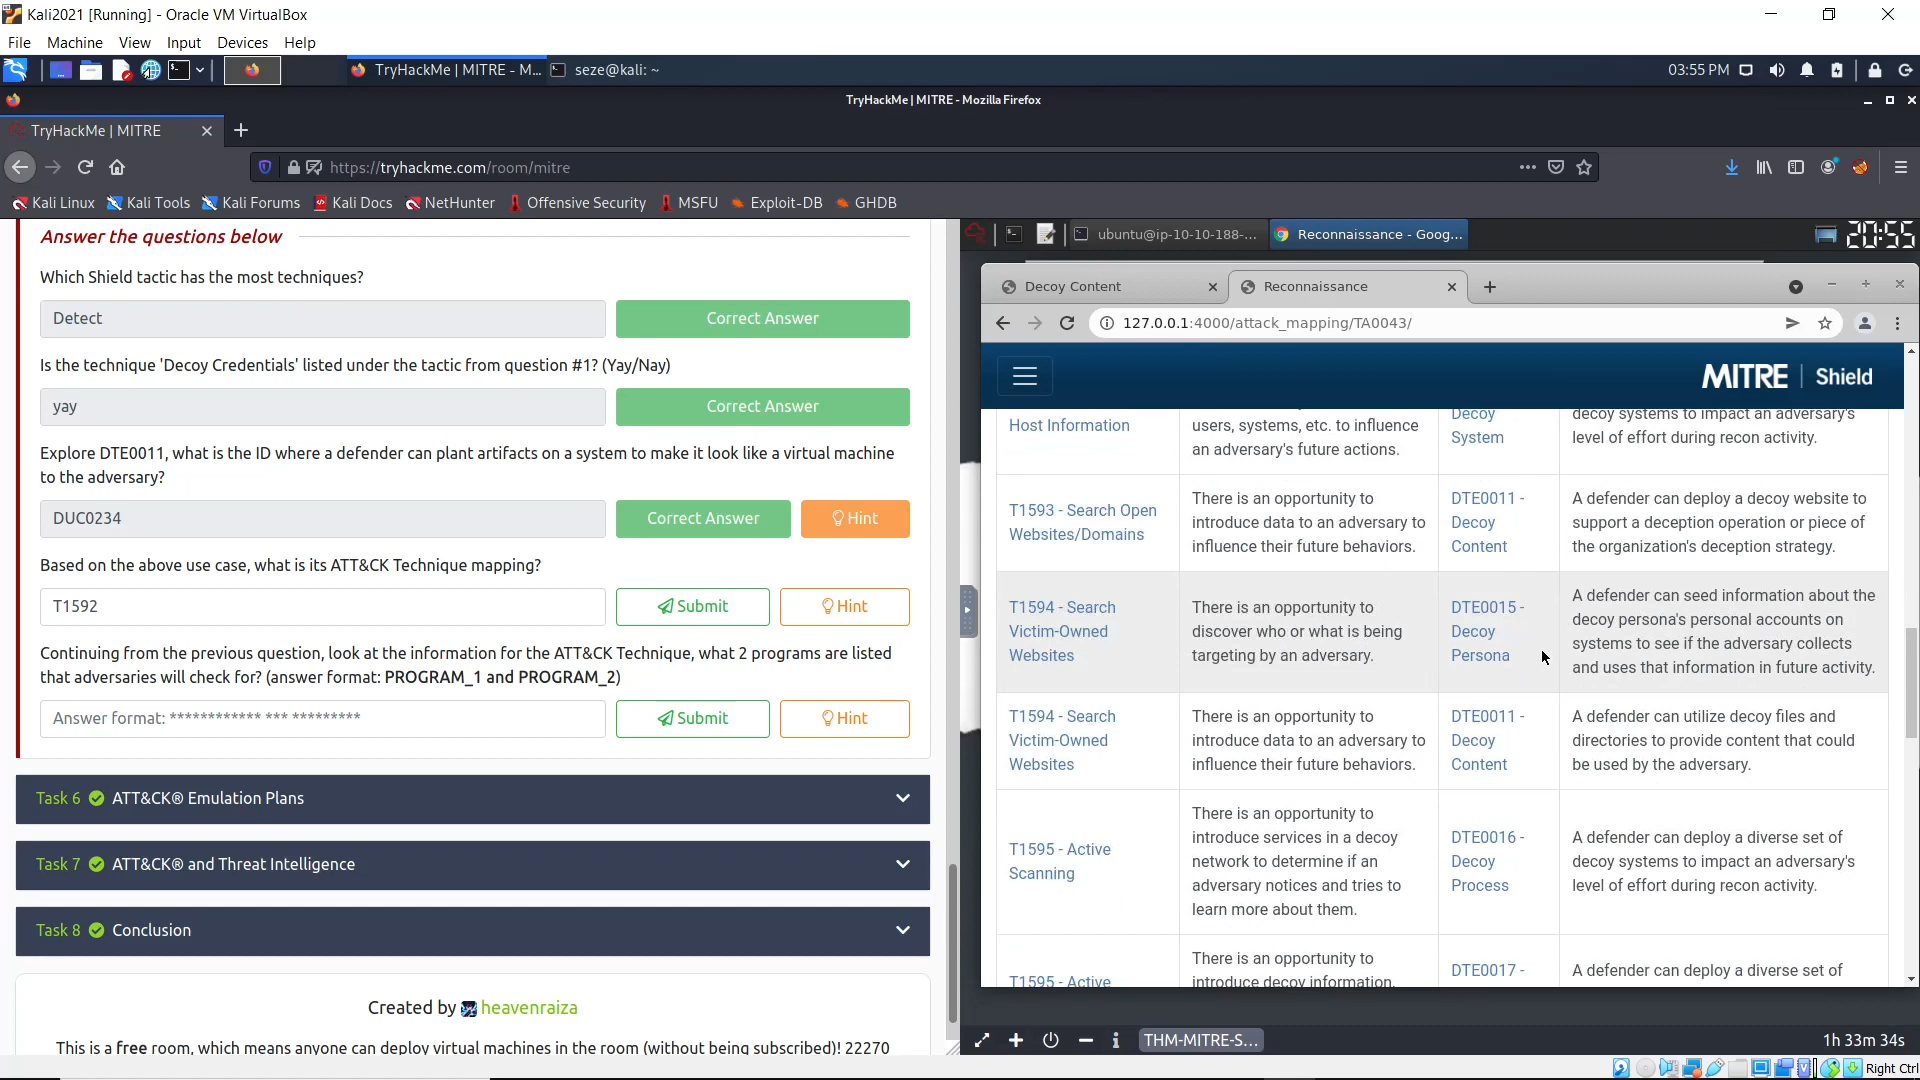 Kali2021 [Running] - Oracle VM VirtualBox
File Machine View Input Devices Help
TryHackMe | MITRE - M... seze@kali: ~ 03:55 PM
TryHackMe | MITRE - Mozilla Firefox
TryHackMe | MITRE
https://tryhackme.com/room/mitre
Kali Linux Kali Tools Kali Forums Kali Docs NetHunter Offensive Security MSFU Exploit-DB GHDB
Answer the questions below
Which Shield tactic has the most techniques?
Detect Correct Answer
Is the technique 'Decoy Credentials' listed under the tactic from question #1? (Yay/Nay)
yay Correct Answer
Explore DTE0011, what is the ID where a defender can plant artifacts on a system to make it look like a virtual machine
to the adversary?
DUC0234 Correct Answer Hint
Based on the above use case, what is its ATT&CK Technique mapping?
T1592 Submit Hint
Continuing from the previous question, look at the information for the ATT&CK Technique, what 2 programs are listed
that adversaries will check for? (answer format: PROGRAM_1 and PROGRAM_2)
Answer format: ************ *** ********* Submit Hint
Task 6 ATT&CK® Emulation Plans
Task 7 ATT&CK® and Threat Intelligence
Task 8 Conclusion
Created by heavenraiza
This is a free room, which means anyone can deploy virtual machines in the room (without being subscribed)! 22270
ubuntu@ip-10-10-188-... Reconnaissance - Goog... 20:55
Decoy Content Reconnaissance
127.0.0.1:4000/attack_mapping/TA0043/
MITRE | Shield
Host Information
users, systems, etc. to influence
an adversary's future actions.
Decoy
System
decoy systems to impact an adversary's
level of effort during recon activity.
T1593 - Search Open
Websites/Domains
There is an opportunity to
introduce data to an adversary to
influence their future behaviors.
DTE0011 -
Decoy
Content
A defender can deploy a decoy website to
support a deception operation or piece of
the organization's deception strategy.
T1594 - Search
Victim-Owned
Websites
There is an opportunity to
discover who or what is being
targeting by an adversary.
DTE0015 -
Decoy
Persona
A defender can seed information about the
decoy persona's personal accounts on
systems to see if the adversary collects
and uses that information in future activity.
T1594 - Search
Victim-Owned
Websites
There is an opportunity to
introduce data to an adversary to
influence their future behaviors.
DTE0011 -
Decoy
Content
A defender can utilize decoy files and
directories to provide content that could
be used by the adversary.
T1595 - Active
Scanning
There is an opportunity to
introduce services in a decoy
network to determine if an
adversary notices and tries to
learn more about them.
DTE0016 -
Decoy
Process
A defender can deploy a diverse set of
decoy systems to impact an adversary's
level of effort during recon activity.
T1595 - Active
There is an opportunity to
introduce decoy information,
DTE0017 -
A defender can deploy a diverse set of
THM-MITRE-S... 1h 33m 34s
Right Ctrl